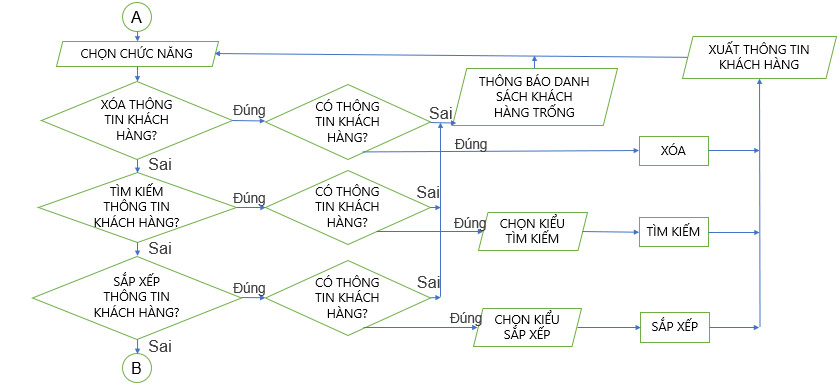 A
CHỌN CHỨC NĂNG
XUẤT THÔNG TIN
KHÁCH HÀNG
THÔNG BÁO DANH
SÁCH KHÁCH
HÀNG TRỐNG
XÓA THÔNG
TIN KHÁCH
HÀNG?
Đúng
CÓ THÔNG
TIN KHÁCH
HÀNG?
Sai
Đúng
XÓA
Sai
TÌM KIẾM
THÔNG TIN
KHÁCH HÀNG?
Đúng
CÓ THÔNG
TIN KHÁCH
HÀNG?
Sai
Đúng
CHỌN KIỂU
TÌM KIẾM
TÌM KIẾM
Sai
SẮP XẾP
THÔNG TIN
KHÁCH HÀNG?
Đúng
CÓ THÔNG
TIN KHÁCH
HÀNG?
Sai
Đúng
CHỌN KIỂU
SẮP XẾP
SẮP XẾP
Sai
B